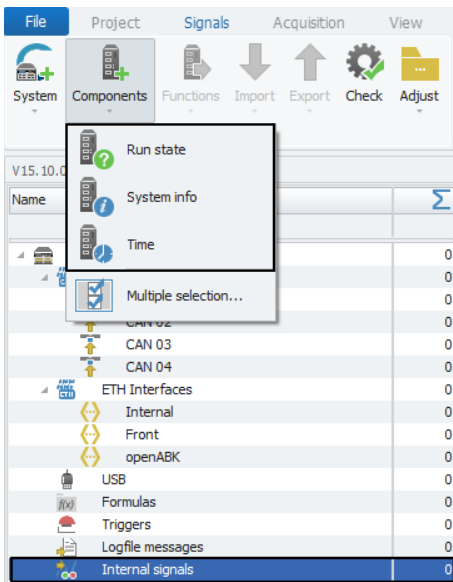 File Project Signals Acquisition View
System Components Functions Import Export Check Adjust
Run state
V15.10.0
System info
Name Σ
Time
0
0
Multiple selection...
0
CAN 02 0
CAN 03 0
CAN 04 0
ETH Interfaces 0
Internal 0
Front 0
openABK 0
USB 0
f(x) Formulas 0
Triggers 0
Logfile messages 0
Internal signals 0